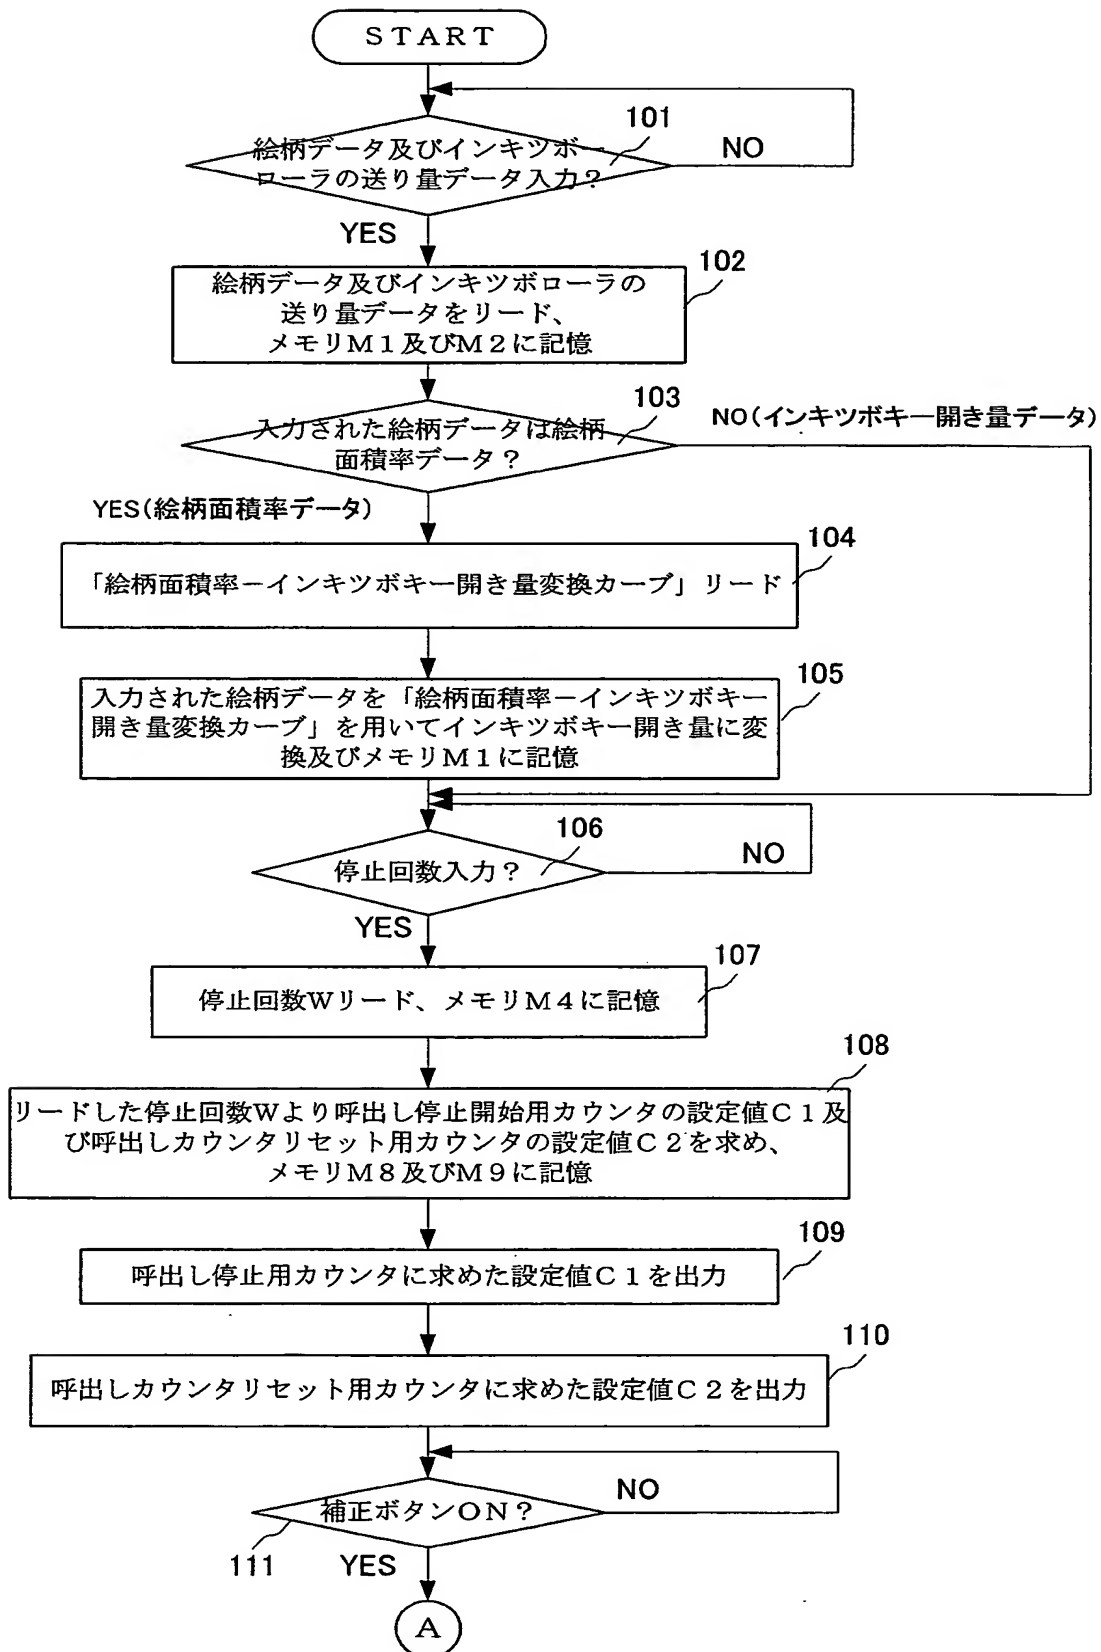 ＳＴＡＲＴ
101
絵柄データ及びインキツボー
ローラの送り量データ入力？
NO
YES
102
絵柄データ及びインキツボローラの
送り量データをリード、
メモリＭ１及びＭ２に記憶
103
入力された絵柄データは絵柄
面積率データ？
NO(インキツボキー開き量データ)
YES(絵柄面積率データ)
104
「絵柄面積率－インキツボキー開き量変換カーブ」リード
105
入力された絵柄データを「絵柄面積率－インキツボキー
開き量変換カーブ」を用いてインキツボキー開き量に変
換及びメモリＭ１に記憶
106
停止回数入力？
NO
YES
107
停止回数Ｗリード、メモリＭ４に記憶
108
リードした停止回数Ｗより呼出し停止開始用カウンタの設定値Ｃ１及
び呼出しカウンタリセット用カウンタの設定値Ｃ２を求め、
メモリＭ８及びＭ９に記憶
109
呼出し停止用カウンタに求めた設定値Ｃ１を出力
110
呼出しカウンタリセット用カウンタに求めた設定値Ｃ２を出力
補正ボタンＯＮ？
NO
111
YES
Ａ